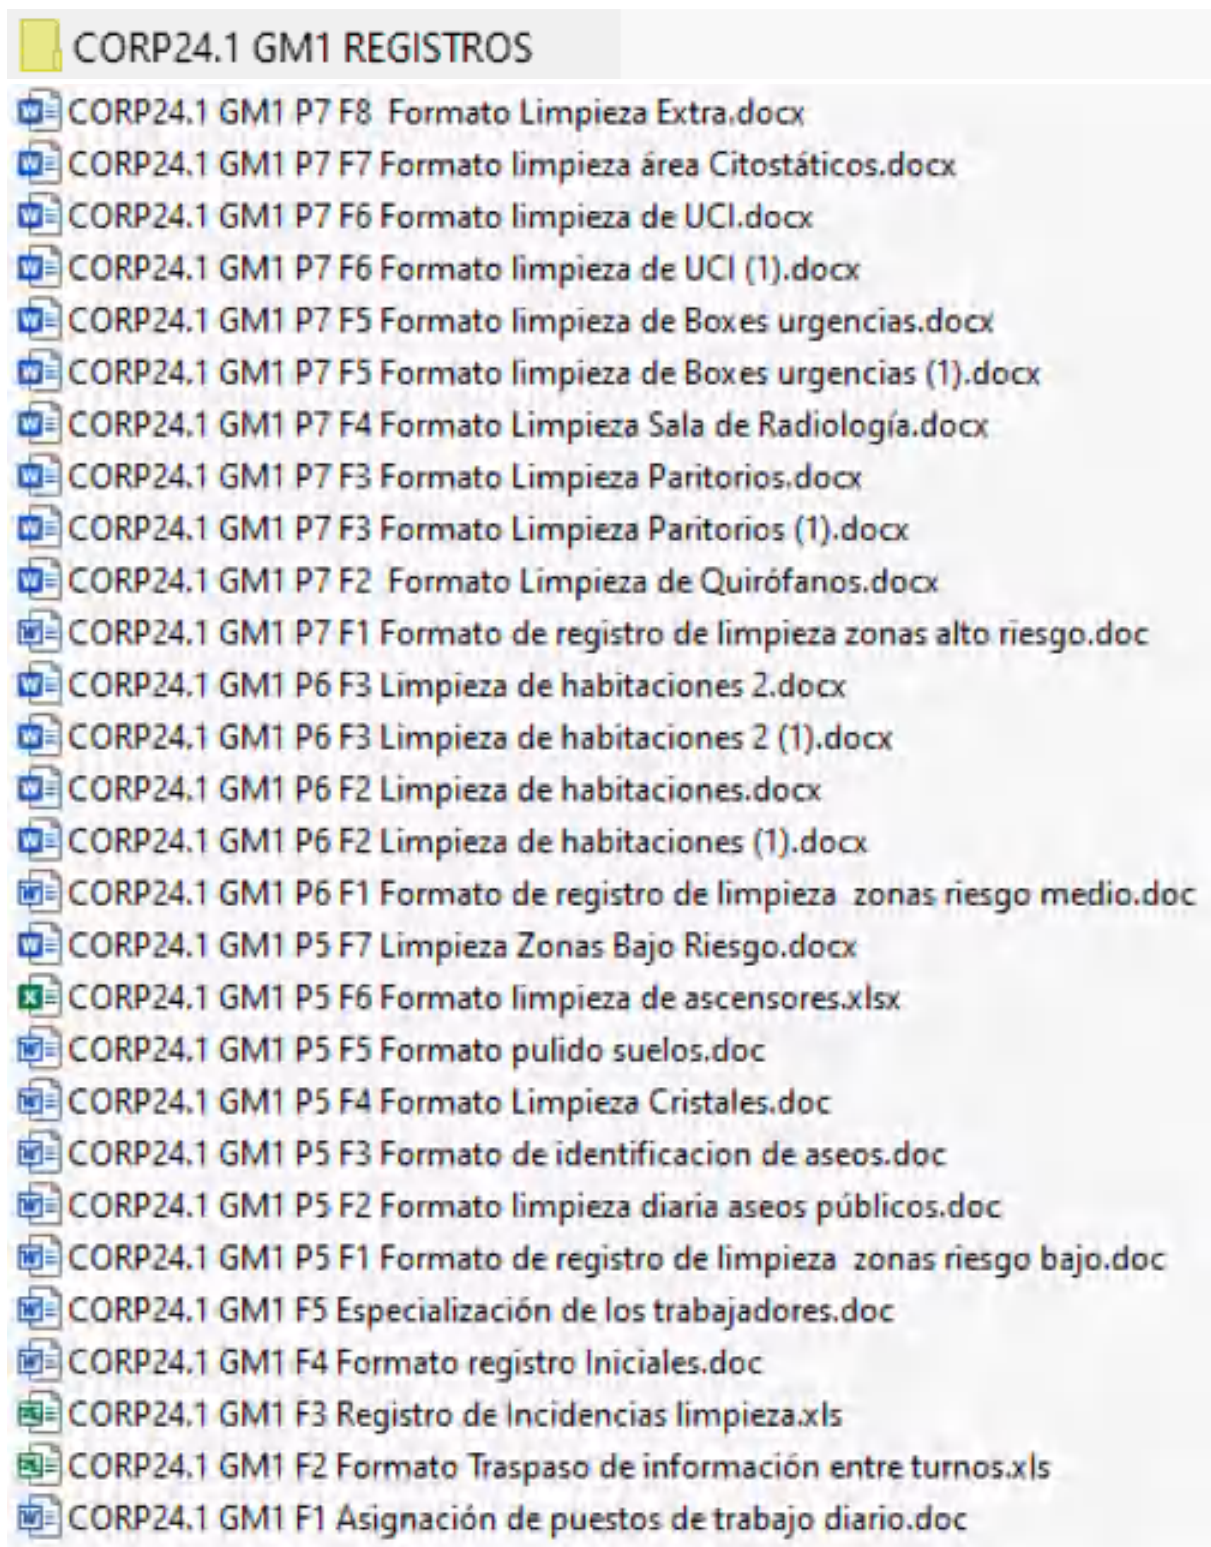 CORP24.1 GM1 REGISTROS
CORP24.1 GM1 P7 F8  Formato Limpieza Extra.docx
CORP24.1 GM1 P7 F7 Formato limpieza área Citostáticos.docx
CORP24.1 GM1 P7 F6 Formato limpieza de UCI.docx
CORP24.1 GM1 P7 F6 Formato limpieza de UCI (1).docx
CORP24.1 GM1 P7 F5 Formato limpieza de Boxes urgencias.docx
CORP24.1 GM1 P7 F5 Formato limpieza de Boxes urgencias (1).docx
CORP24.1 GM1 P7 F4 Formato Limpieza Sala de Radiología.docx
CORP24.1 GM1 P7 F3 Formato Limpieza Paritorios.docx
CORP24.1 GM1 P7 F3 Formato Limpieza Paritorios (1).docx
CORP24.1 GM1 P7 F2  Formato Limpieza de Quirófanos.docx
CORP24.1 GM1 P7 F1 Formato de registro de limpieza zonas alto riesgo.doc
CORP24.1 GM1 P6 F3 Limpieza de habitaciones 2.docx
CORP24.1 GM1 P6 F3 Limpieza de habitaciones 2 (1).docx
CORP24.1 GM1 P6 F2 Limpieza de habitaciones.docx
CORP24.1 GM1 P6 F2 Limpieza de habitaciones (1).docx
CORP24.1 GM1 P6 F1 Formato de registro de limpieza  zonas riesgo medio.doc
CORP24.1 GM1 P5 F7 Limpieza Zonas Bajo Riesgo.docx
CORP24.1 GM1 P5 F6 Formato limpieza de ascensores.xlsx
CORP24.1 GM1 P5 F5 Formato pulido suelos.doc
CORP24.1 GM1 P5 F4 Formato Limpieza Cristales.doc
CORP24.1 GM1 P5 F3 Formato de identificacion de aseos.doc
CORP24.1 GM1 P5 F2 Formato limpieza diaria aseos públicos.doc
CORP24.1 GM1 P5 F1 Formato de registro de limpieza  zonas riesgo bajo.doc
CORP24.1 GM1 F5 Especialización de los trabajadores.doc
CORP24.1 GM1 F4 Formato registro Iniciales.doc
CORP24.1 GM1 F3 Registro de Incidencias limpieza.xls
CORP24.1 GM1 F2 Formato Traspaso de información entre turnos.xls
CORP24.1 GM1 F1 Asignación de puestos de trabajo diario.doc